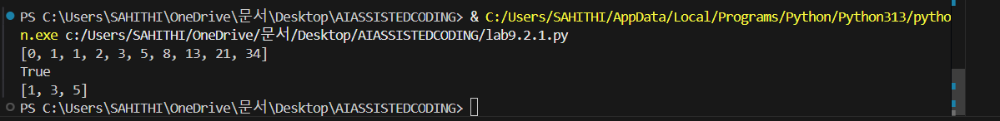 PS C:\Users\SAHITHI\OneDrive\문서\Desktop\AIASSISTEDCODING> & C:/Users/SAHITHI/AppData/Local/Programs/Python/Python313/pytho
n.exe c:/Users/SAHITHI/OneDrive/문서/Desktop/AIASSISTEDCODING/lab9.2.1.py
[0, 1, 1, 2, 3, 5, 8, 13, 21, 34]
True
[1, 3, 5]
PS C:\Users\SAHITHI\OneDrive\문서\Desktop\AIASSISTEDCODING>